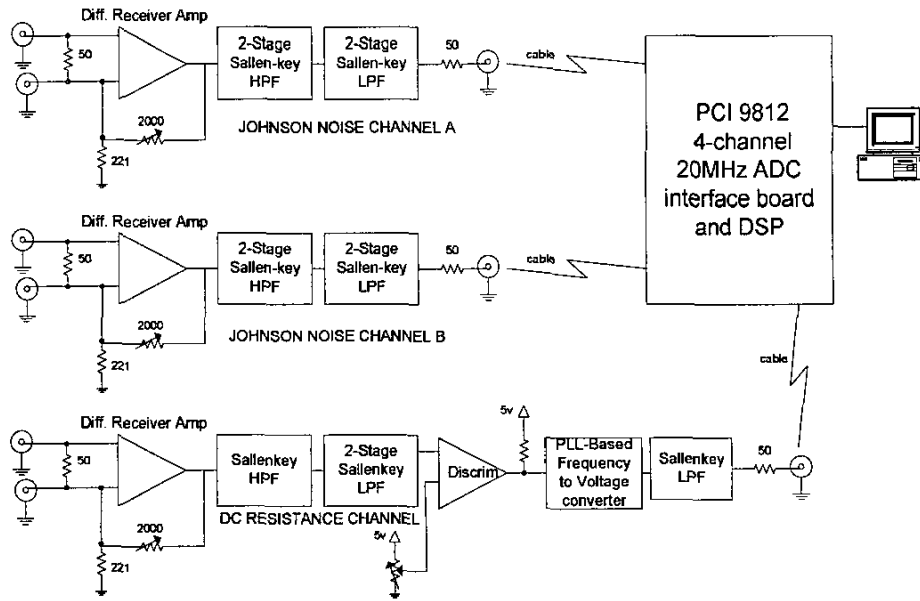 Diff. Receiver Amp
50
2-Stage
Sallen-key
HPF
2-Stage
Sallen-key
LPF
50
cable
2000
221
JOHNSON NOISE CHANNEL A
PCI 9812
4-channel
20MHz ADC
interface board
and DSP
Diff. Receiver Amp
50
2-Stage
Sallen-key
HPF
2-Stage
Sallen-key
LPF
50
cable
2000
221
JOHNSON NOISE CHANNEL B
cable
Diff. Receiver Amp
50
Sallenkey
HPF
2-Stage
Sallenkey
LPF
5v
Discrim
PLL-Based
Frequency
to Voltage
converter
Sallenkey
LPF
50
2000
221
DC RESISTANCE CHANNEL
5v